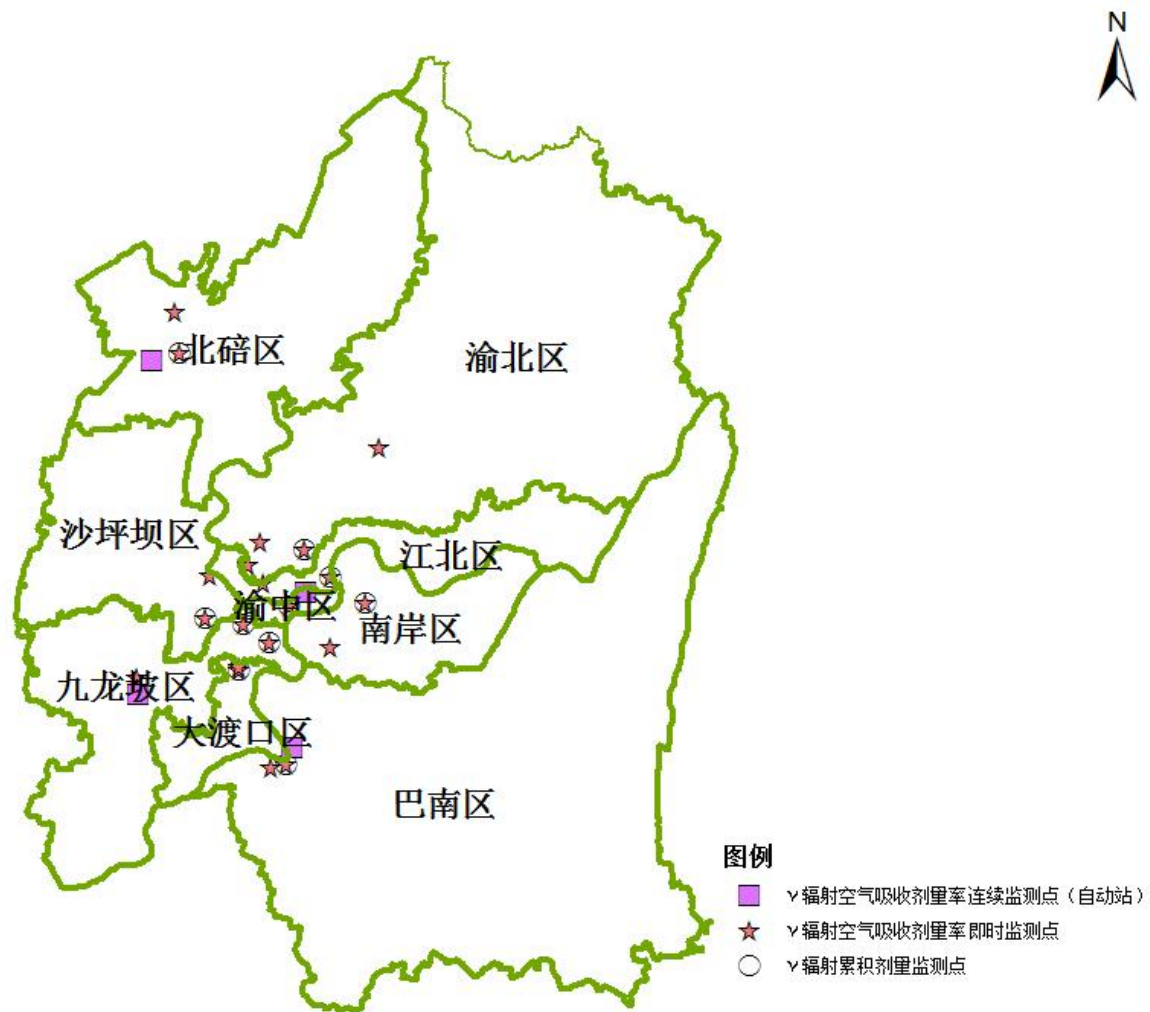 N
北碚区
渝北区
沙坪坝区
江北区
渝中区
南岸区
九龙坡区
大渡口区
巴南区
图例
γ辐射空气吸收剂量率连续监测点（自动站）
γ辐射空气吸收剂量率即时监测点
γ辐射累积剂量监测点